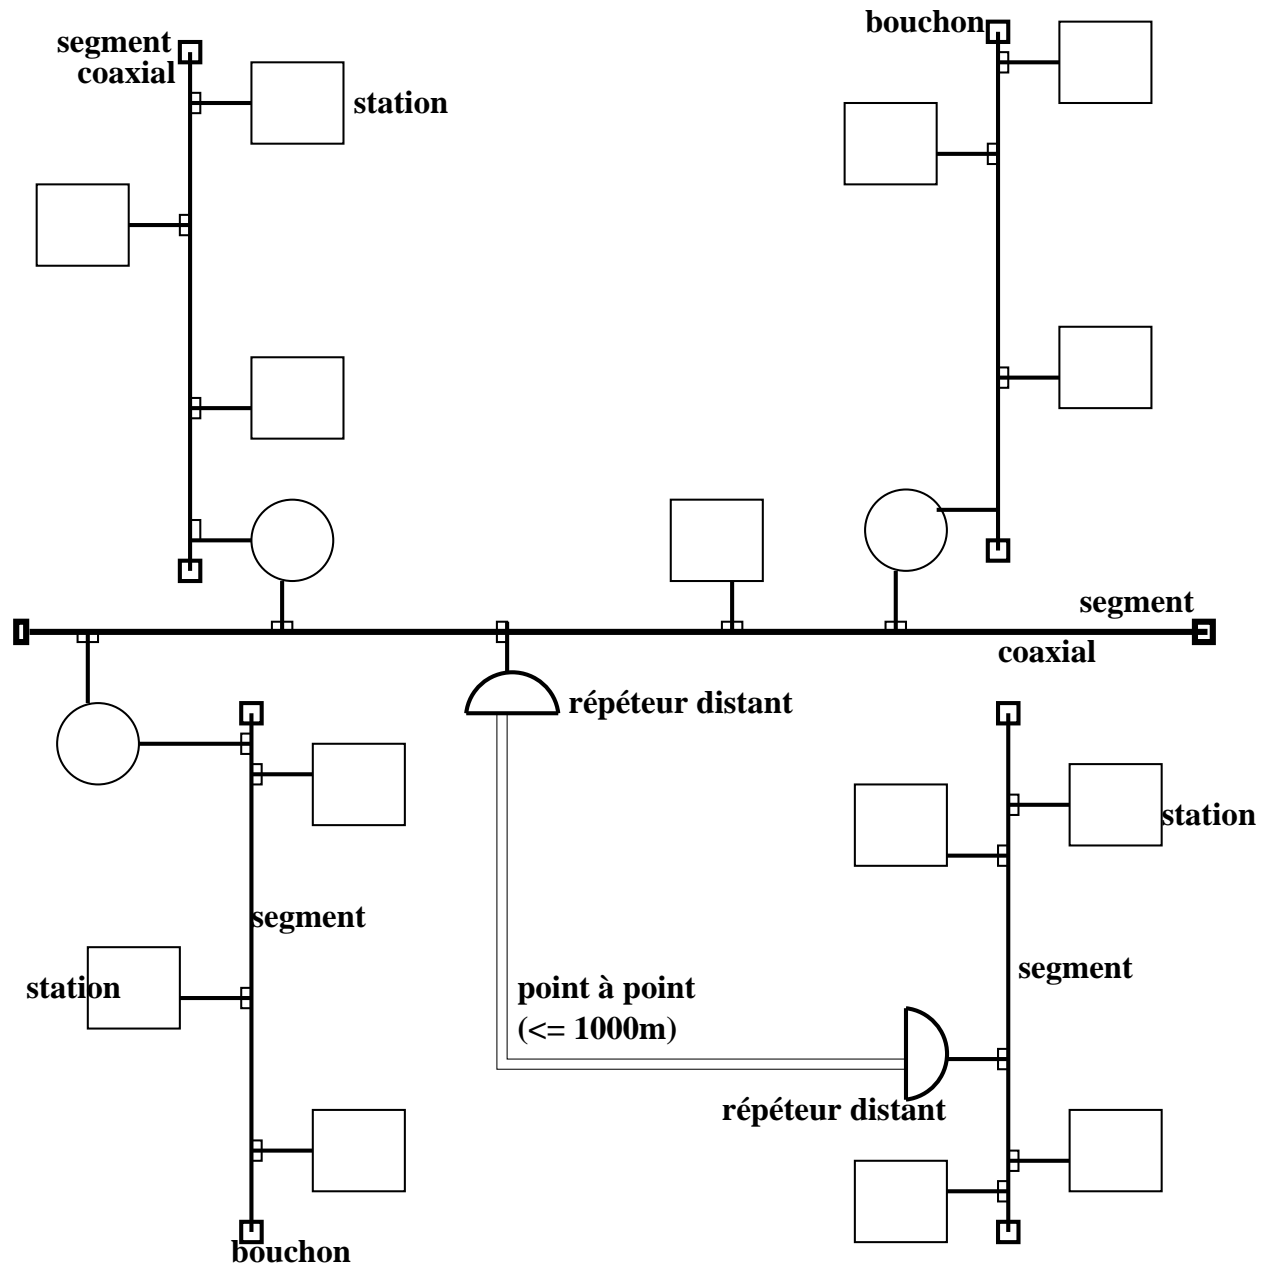 bouchon
segment
coaxial
station
segment
coaxial
répéteur distant
station
segment
segment
station
point à point
(<= 1000m)
répéteur distant
bouchon